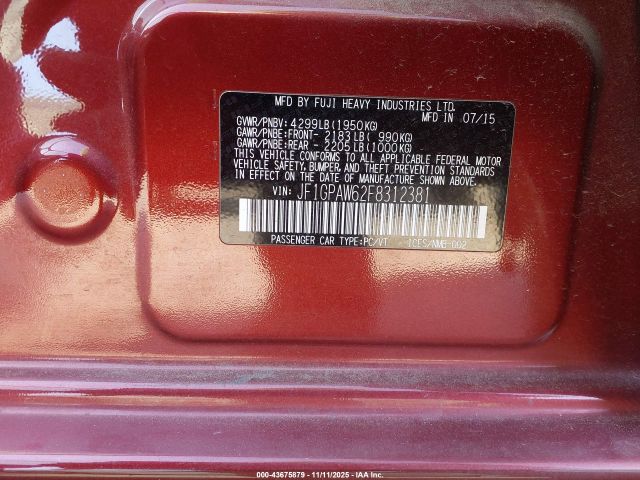 MFD BY FUJI HEAVY INDUSTRIES LTD.
GVWR/PNBV: 4299LB(1950KG) MFD IN 07/15
GAWR/PNBE:FRONT- 2183LB( 990KG)
GAWR/PNBE:REAR - 2205LB(1000KG)
THIS VEHICLE CONFORMS TO ALL APPLICABLE FEDERAL MOTOR
VEHICLE SAFETY, BUMPER, AND THEFT PREVENTION STANDARDS
IN EFFECT ON THE DATE OF MANUFACTURE SHOWN ABOVE.
VIN: JF1GPAW62F8312381
PASSENGER CAR TYPE:PC/VT ICES/NMB-002
000-43675879 - 11/11/2025 - IAA Inc.